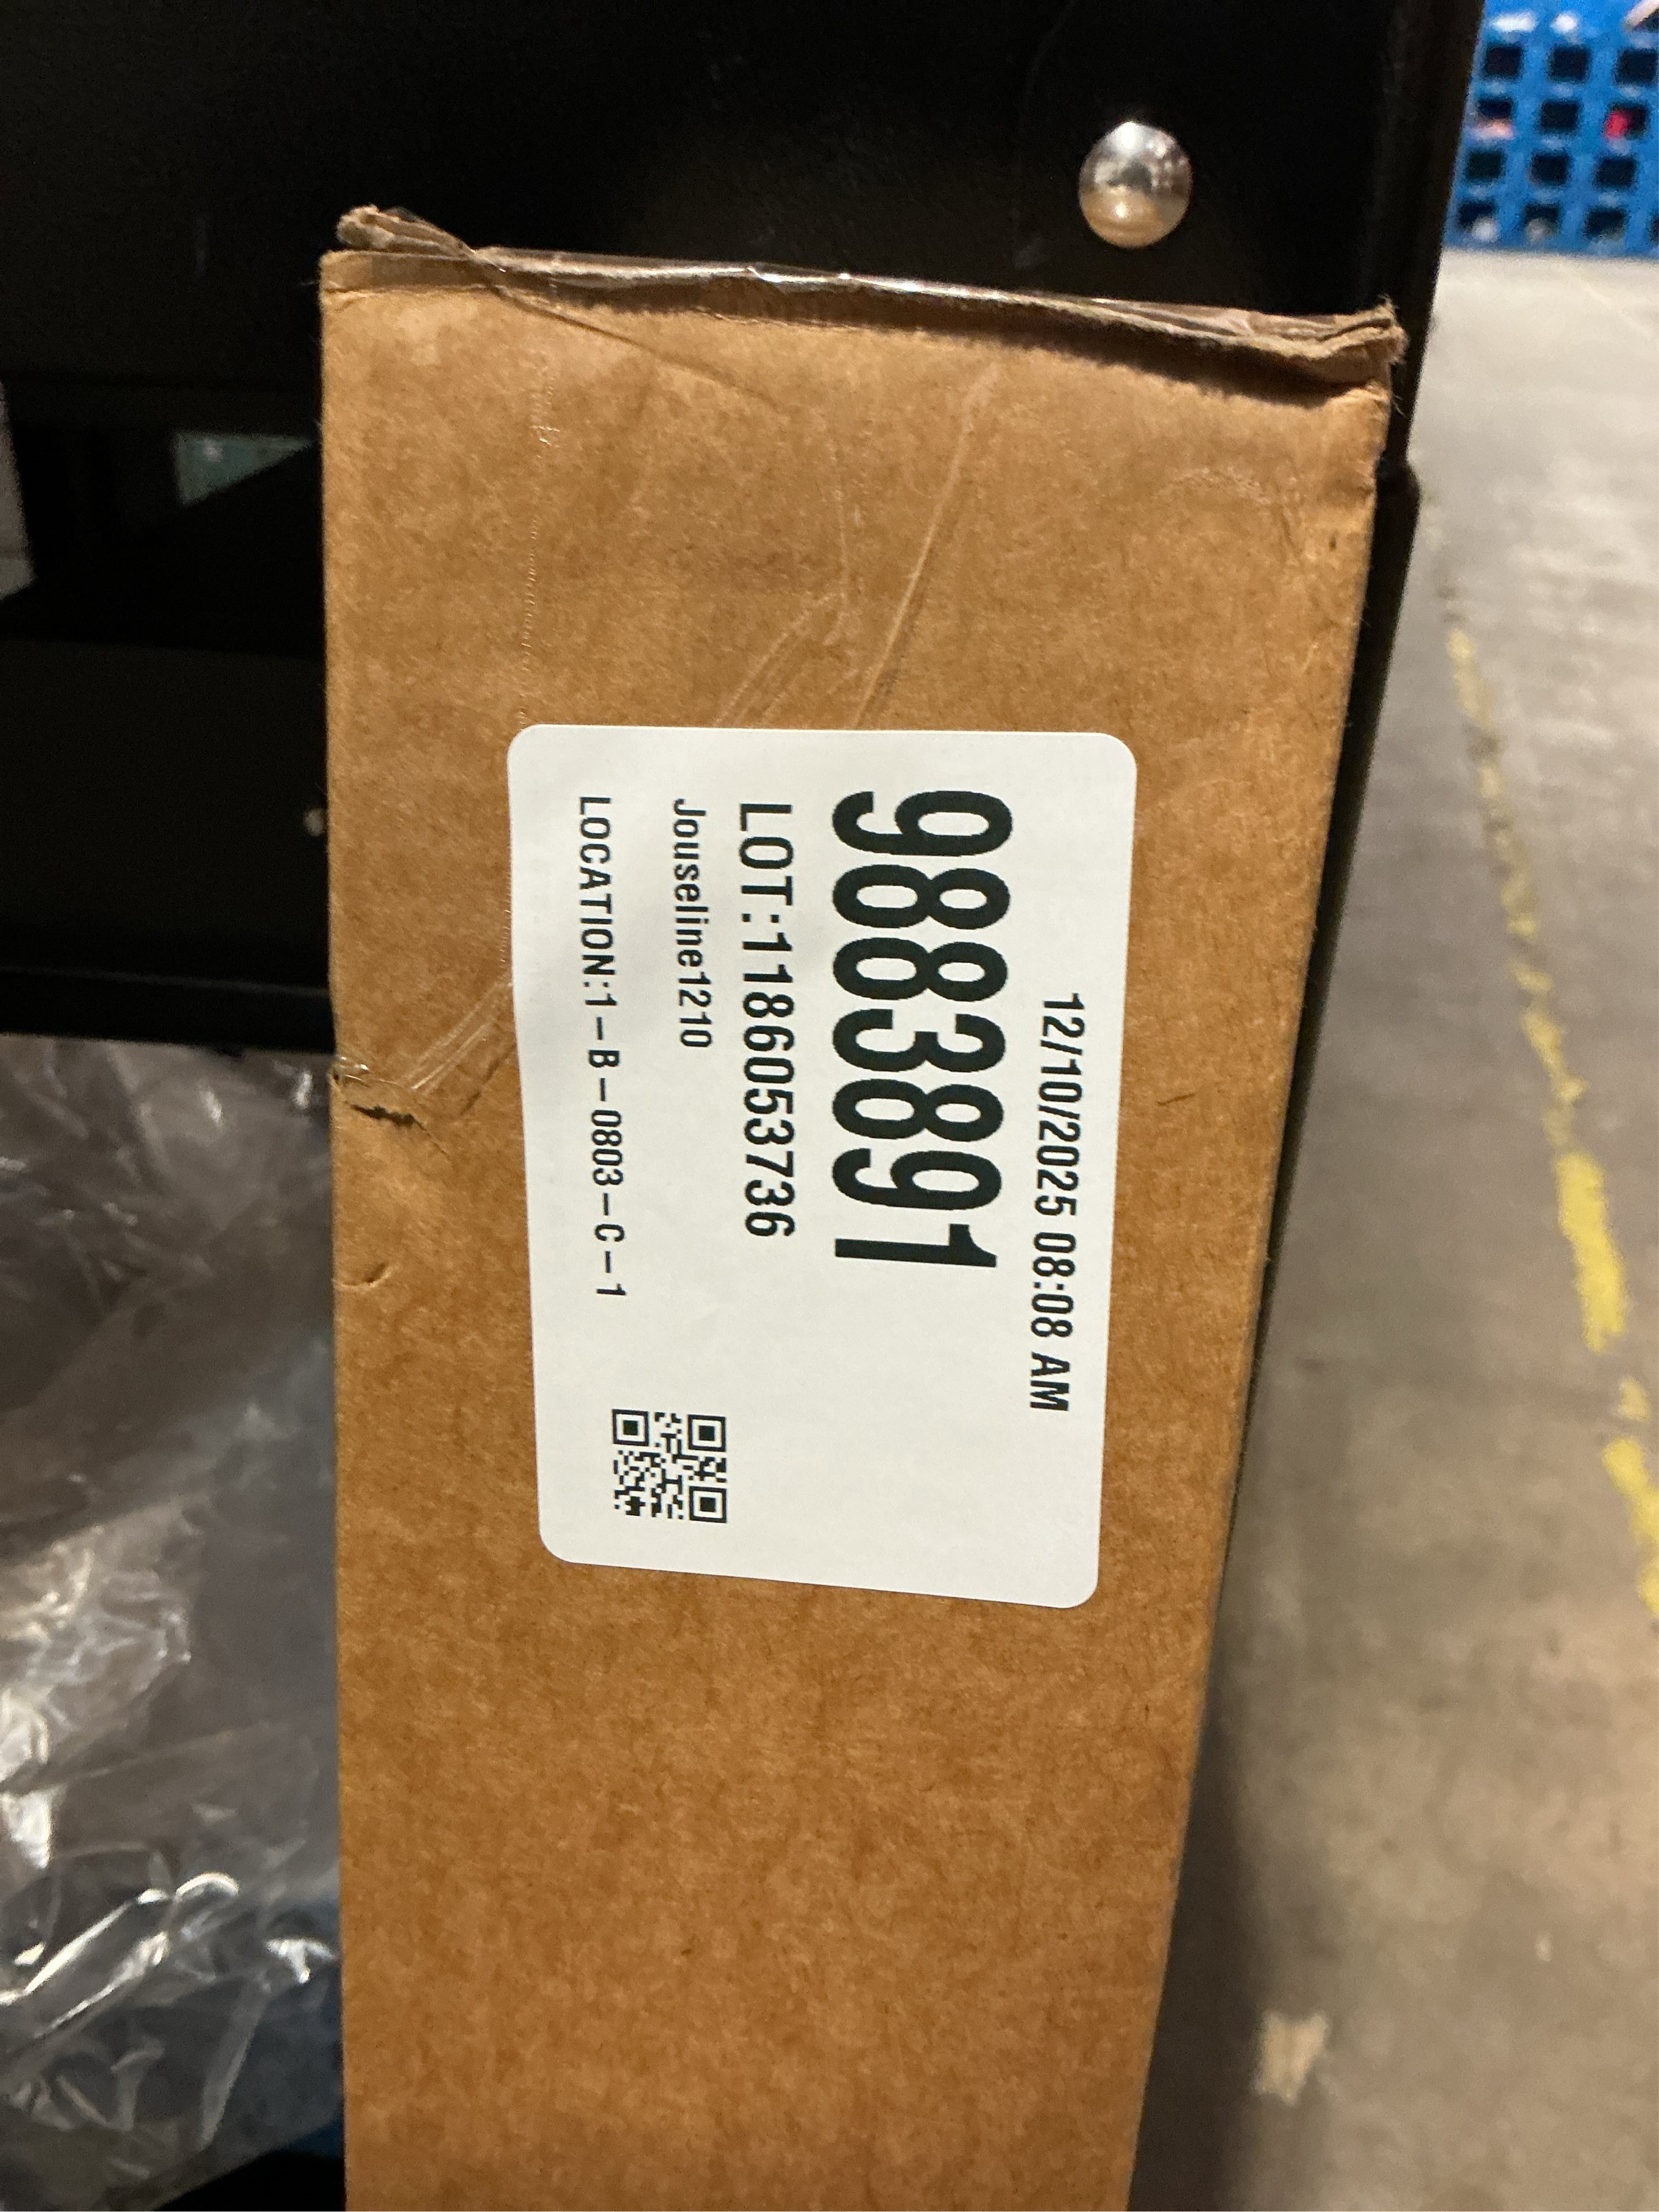 12/10/2025 08:08 AM
9883891
LOT:1186053736
Jouseline1210
LOCATION:1-B-0803-C-1